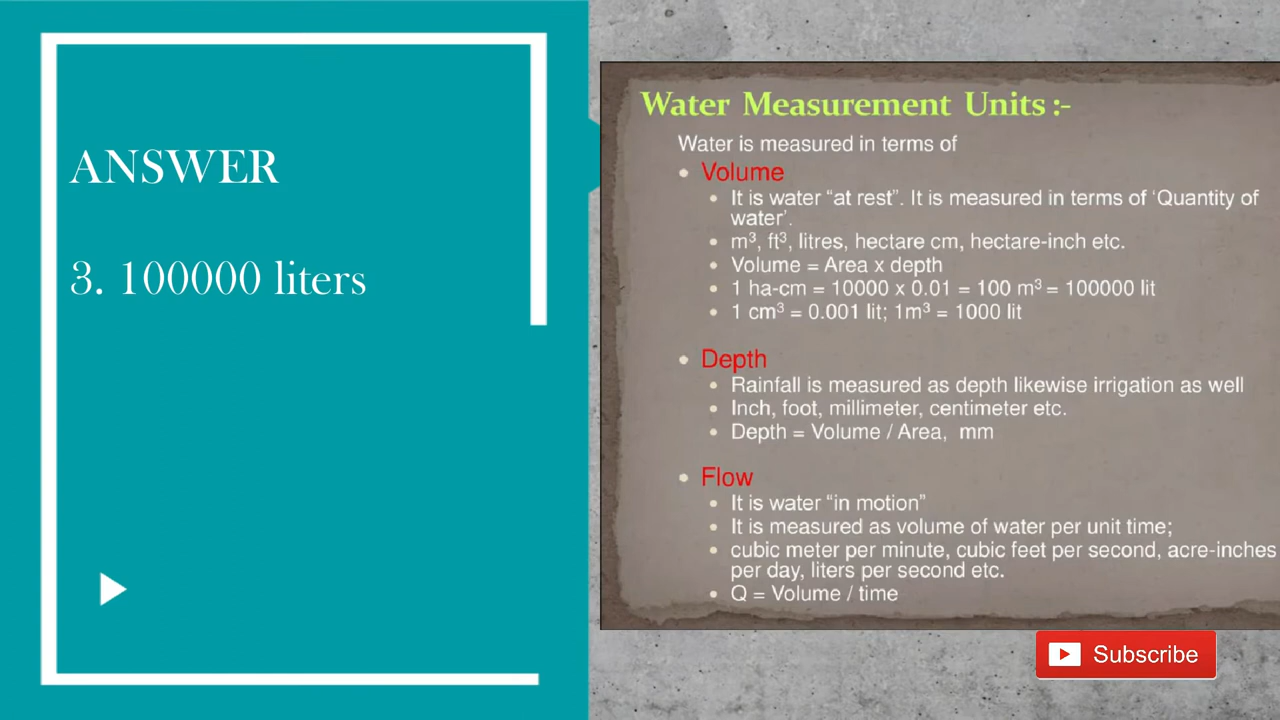 ANSWER
3. 100000 liters
Water Measurement Units :-
Water is measured in terms of
• Volume
• It is water “at rest”. It is measured in terms of ‘Quantity of
water’.
• m³, ft³, litres, hectare cm, hectare-inch etc.
• Volume = Area x depth
• 1 ha-cm = 10000 x 0.01 = 100 m³ = 100000 lit
• 1 cm³ = 0.001 lit; 1m³ = 1000 lit
• Depth
• Rainfall is measured as depth likewise irrigation as well
• Inch, foot, millimeter, centimeter etc.
• Depth = Volume / Area, mm
• Flow
• It is water “in motion”
• It is measured as volume of water per unit time;
• cubic meter per minute, cubic feet per second, acre-inches
per day, liters per second etc.
• Q = Volume / time
Subscribe